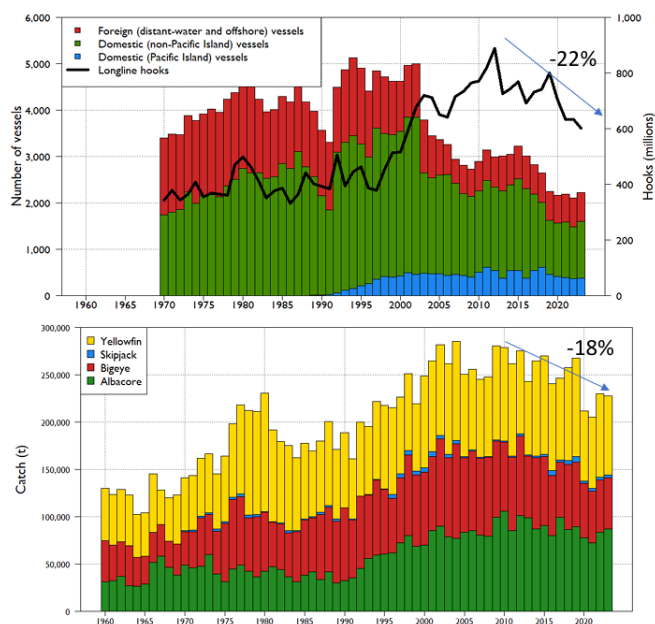 6,000
5,000
4,000
3,000
2,000
1,000
0
Number of vessels
Foreign (distant-water and offshore) vessels
Domestic (non-Pacific Island) vessels
Domestic (Pacific Island) vessels
Longline hooks
-22%
1,000
800
600
400
200
0
Hooks (millions)
1960 1965 1970 1975 1980 1985 1990 1995 2000 2005 2010 2015 2020
300,000
250,000
200,000
150,000
100,000
50,000
0
Catch (t)
Yellowfin
Skipjack
Bigeye
Albacore
-18%
1960 1965 1970 1975 1980 1985 1990 1995 2000 2005 2010 2015 2020